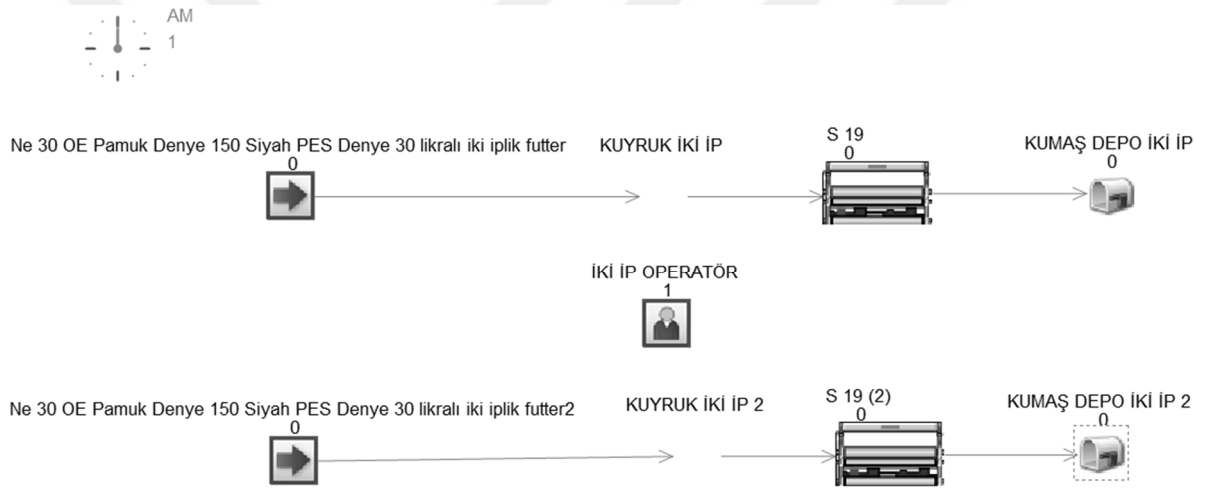 AM
1
Ne 30 OE Pamuk Denye 150 Siyah PES Denye 30 likralı iki iplik futter
0
KUYRUK İKİ İP
S 19
0
KUMAŞ DEPO İKİ İP
0
İKİ İP OPERATÖR
1
Ne 30 OE Pamuk Denye 150 Siyah PES Denye 30 likralı iki iplik futter2
0
KUYRUK İKİ İP 2
S 19 (2)
0
KUMAŞ DEPO İKİ İP 2
0